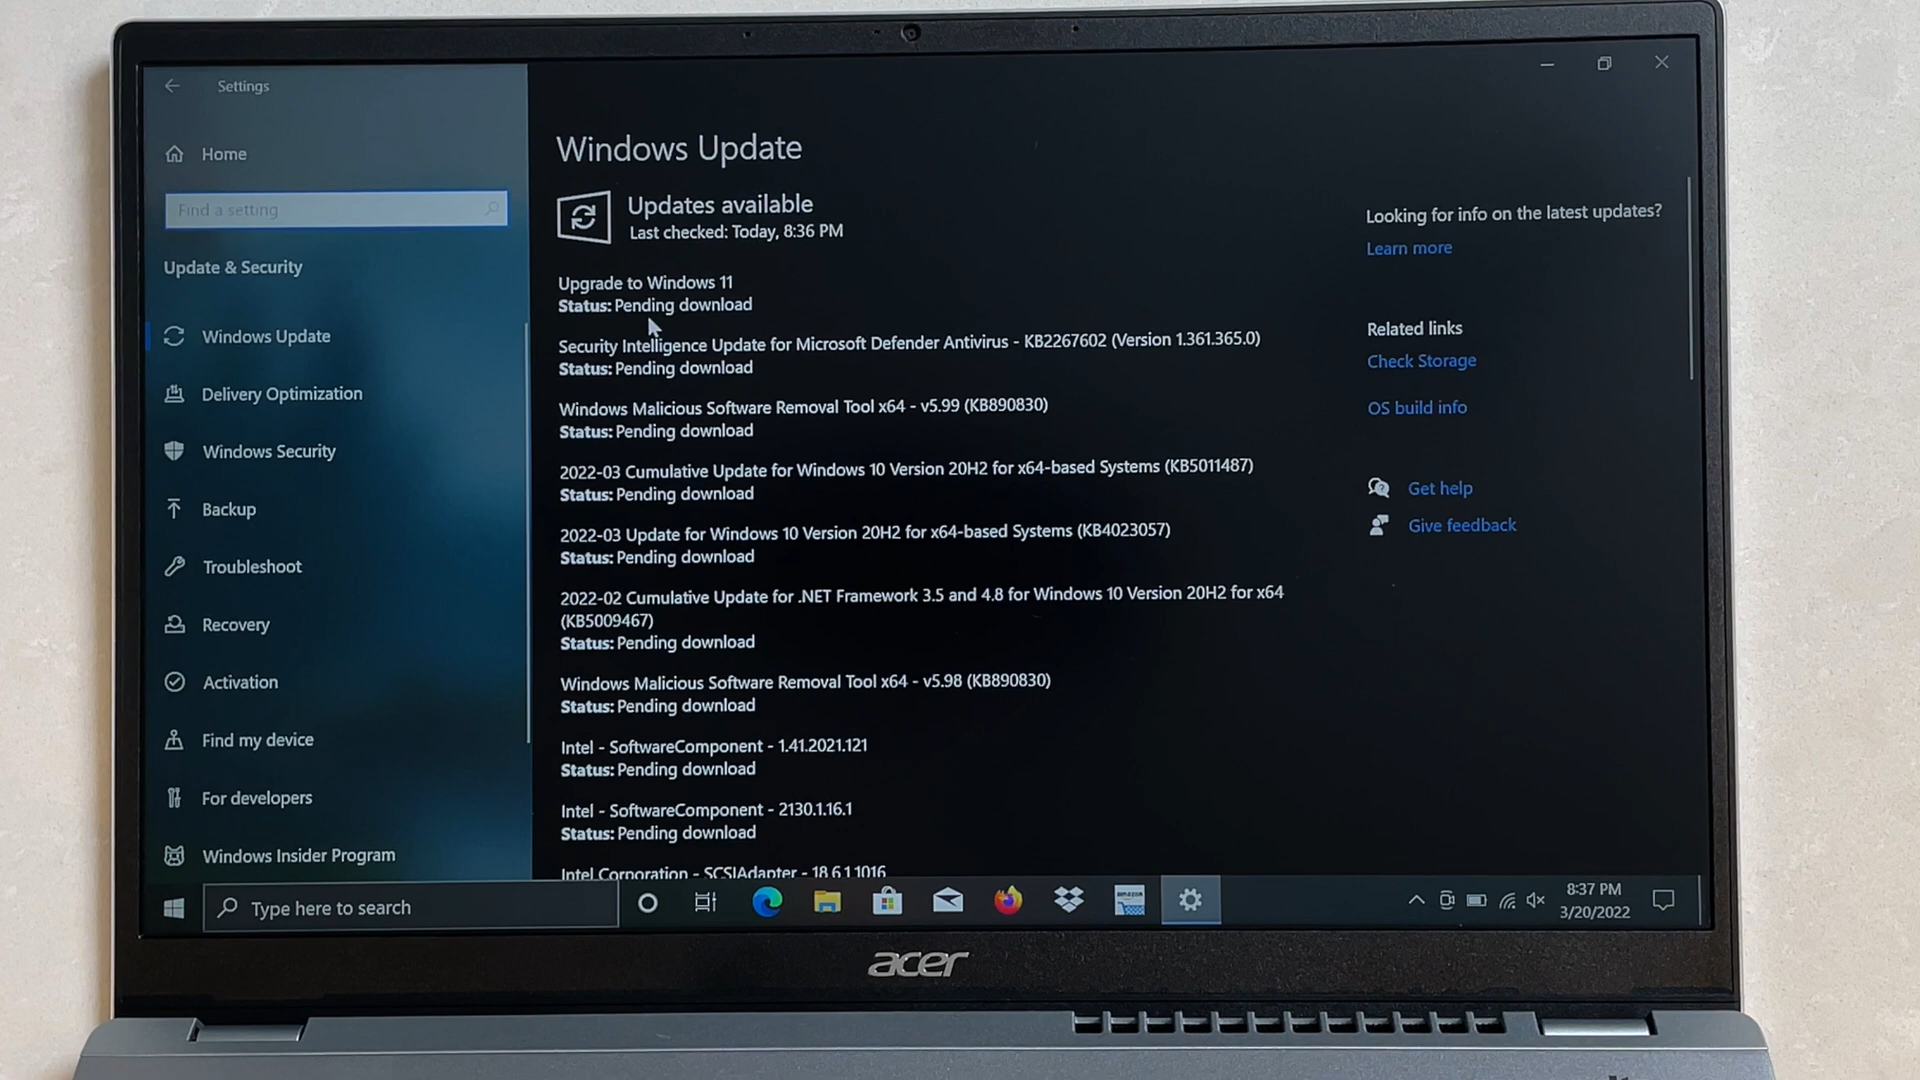 Settings
Home
Find a setting
Update & Security
Windows Update
Delivery Optimization
Windows Security
Backup
Troubleshoot
Recovery
Activation
Find my device
For developers
Windows Insider Program
Windows Update
Updates available
Last checked: Today, 8:36 PM
Upgrade to Windows 11
Status: Pending download
Security Intelligence Update for Microsoft Defender Antivirus - KB2267602 (Version 1.361.365.0)
Status: Pending download
Windows Malicious Software Removal Tool x64 - v5.99 (KB890830)
Status: Pending download
2022-03 Cumulative Update for Windows 10 Version 20H2 for x64-based Systems (KB5011487)
Status: Pending download
2022-03 Update for Windows 10 Version 20H2 for x64-based Systems (KB4023057)
Status: Pending download
2022-02 Cumulative Update for .NET Framework 3.5 and 4.8 for Windows 10 Version 20H2 for x64
(KB5009467)
Status: Pending download
Windows Malicious Software Removal Tool x64 - v5.98 (KB890830)
Status: Pending download
Intel - SoftwareComponent - 1.41.2021.121
Status: Pending download
Intel - SoftwareComponent - 2130.1.16.1
Status: Pending download
Intel Corporation - SCSIAdapter - 18.6.1.1016
Looking for info on the latest updates?
Learn more
Related links
Check Storage
OS build info
Get help
Give feedback
Type here to search
8:37 PM
3/20/2022
acer